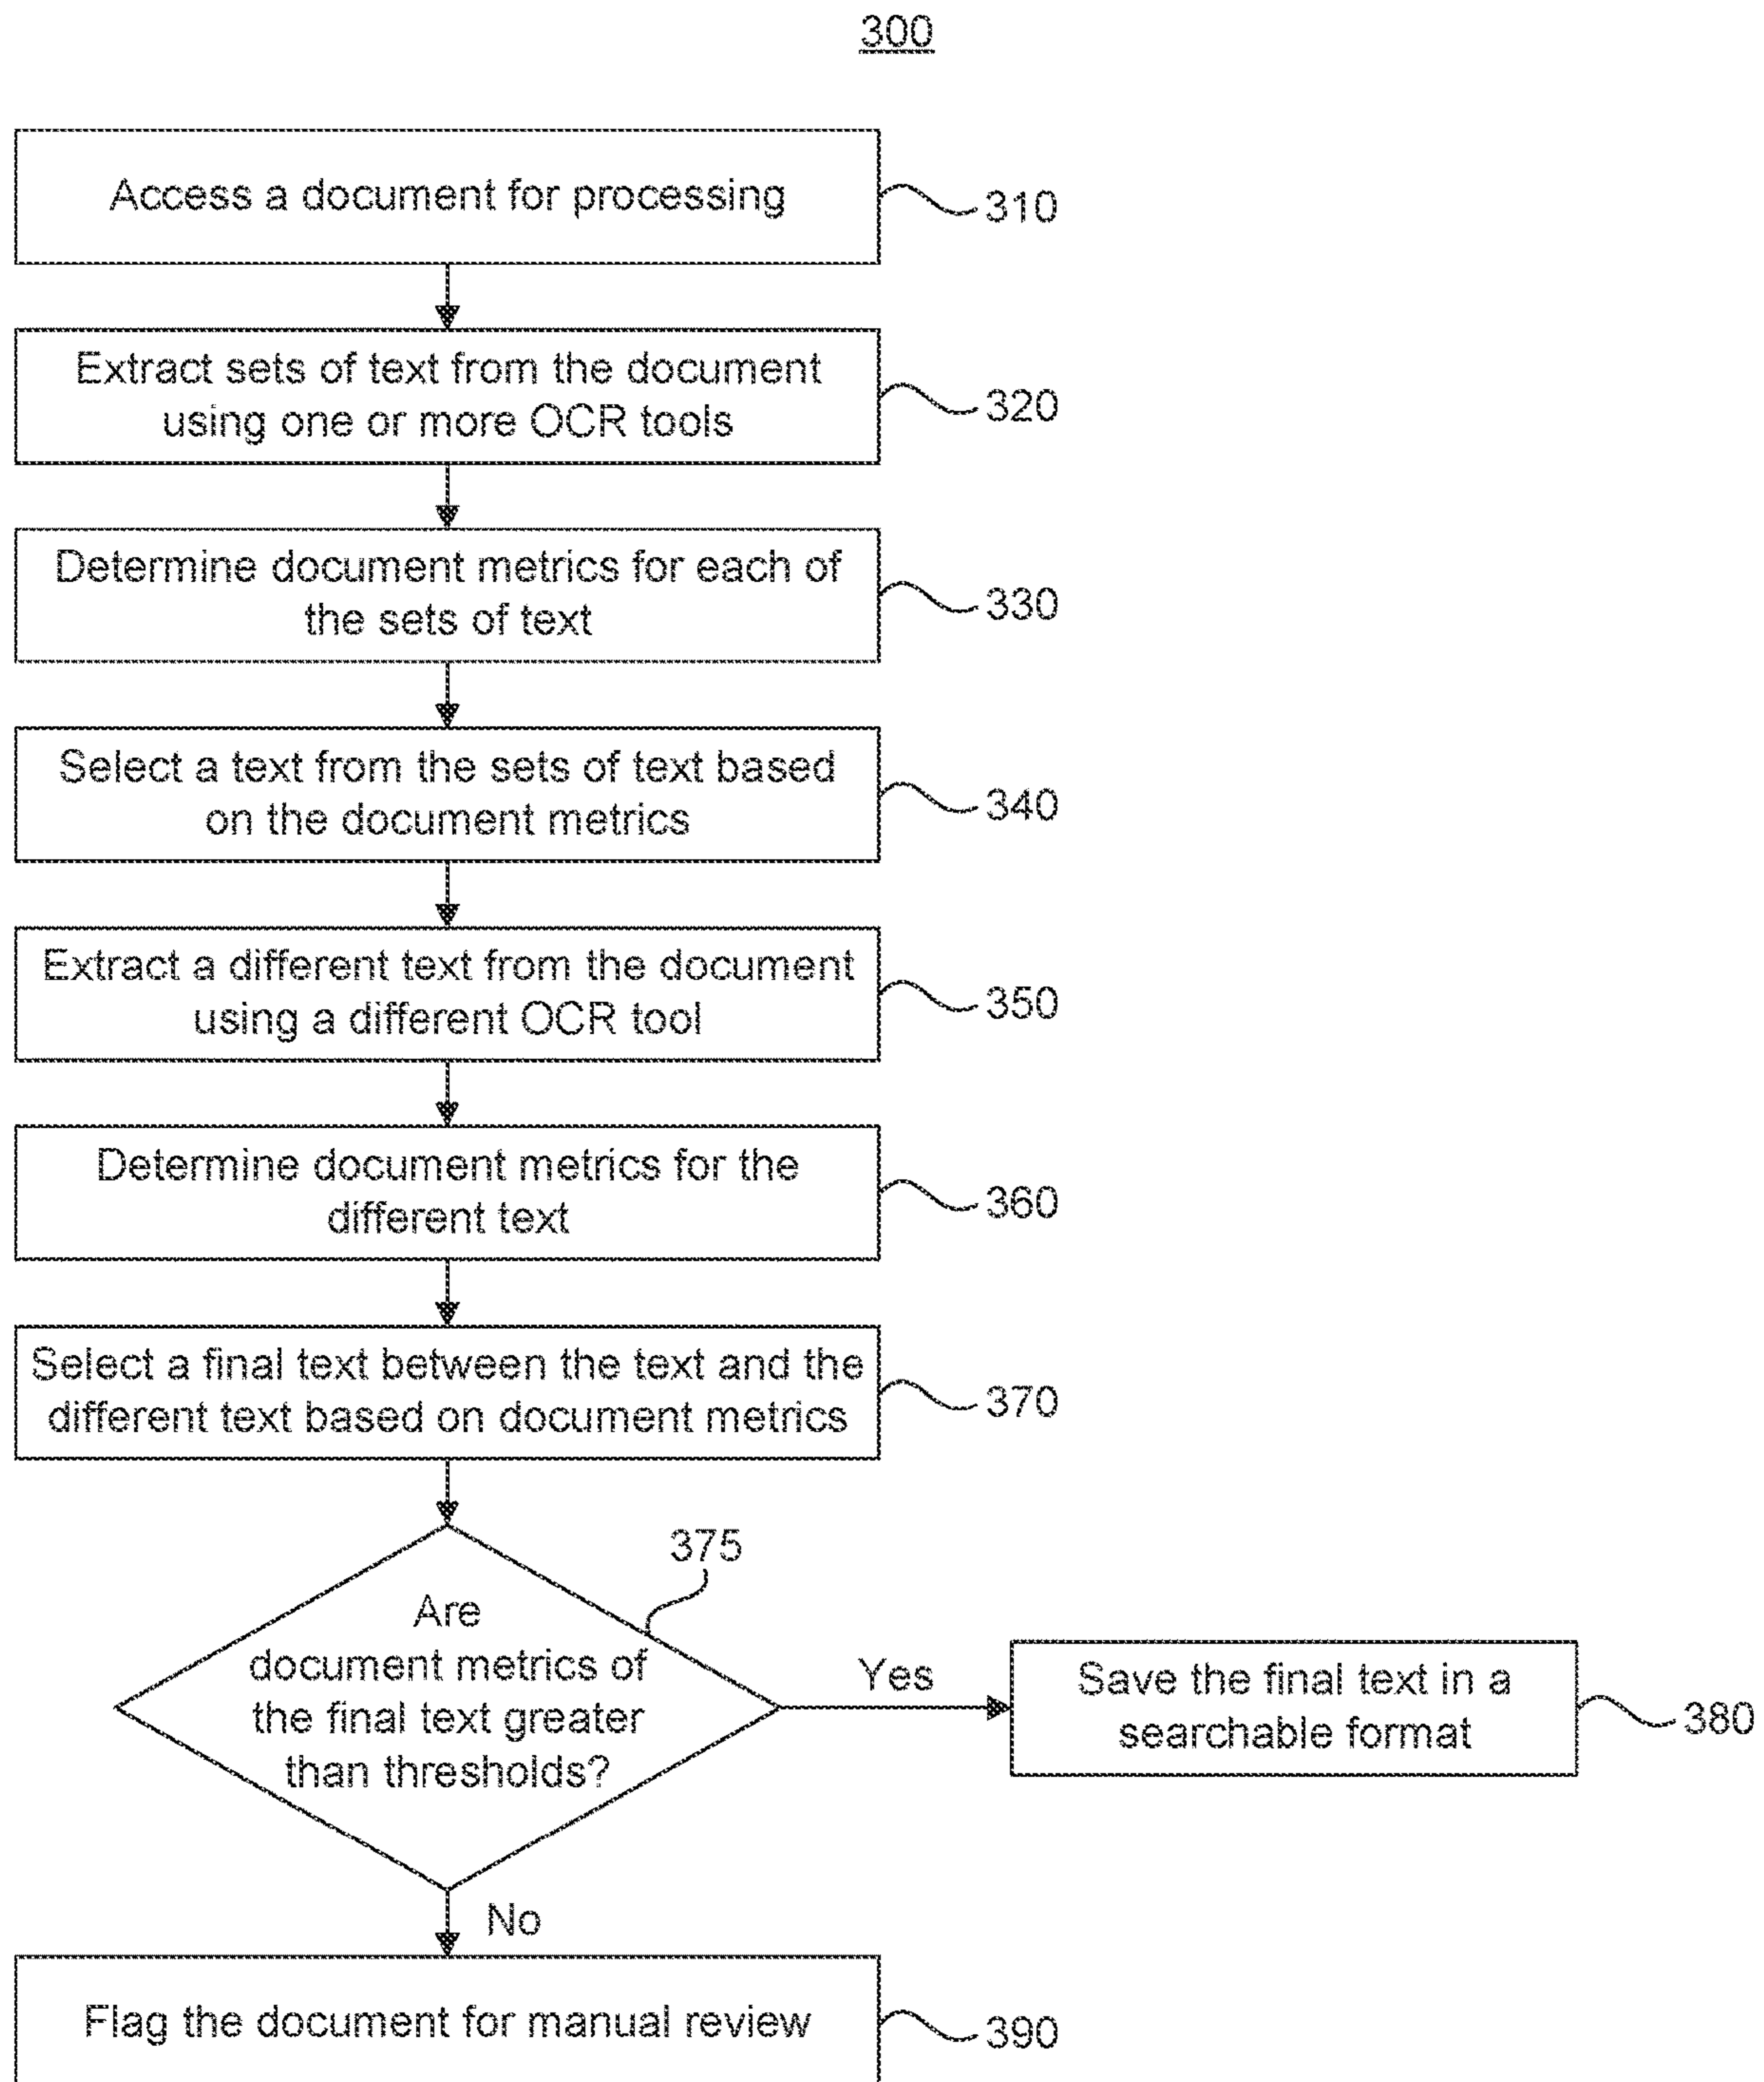 300
Access a document for processing
310
Extract sets of text from the document
using one or more OCR tools
320
Determine document metrics for each of
the sets of text
330
Select a text from the sets of text based
on the document metrics
340
Extract a different text from the document
using a different OCR tool
350
Determine document metrics for the
different text
360
Select a final text between the text and the
different text based on document metrics
370
375
Are
document metrics of
the final text greater
than thresholds?
Yes
Save the final text in a
searchable format
380
No
Flag the document for manual review
390